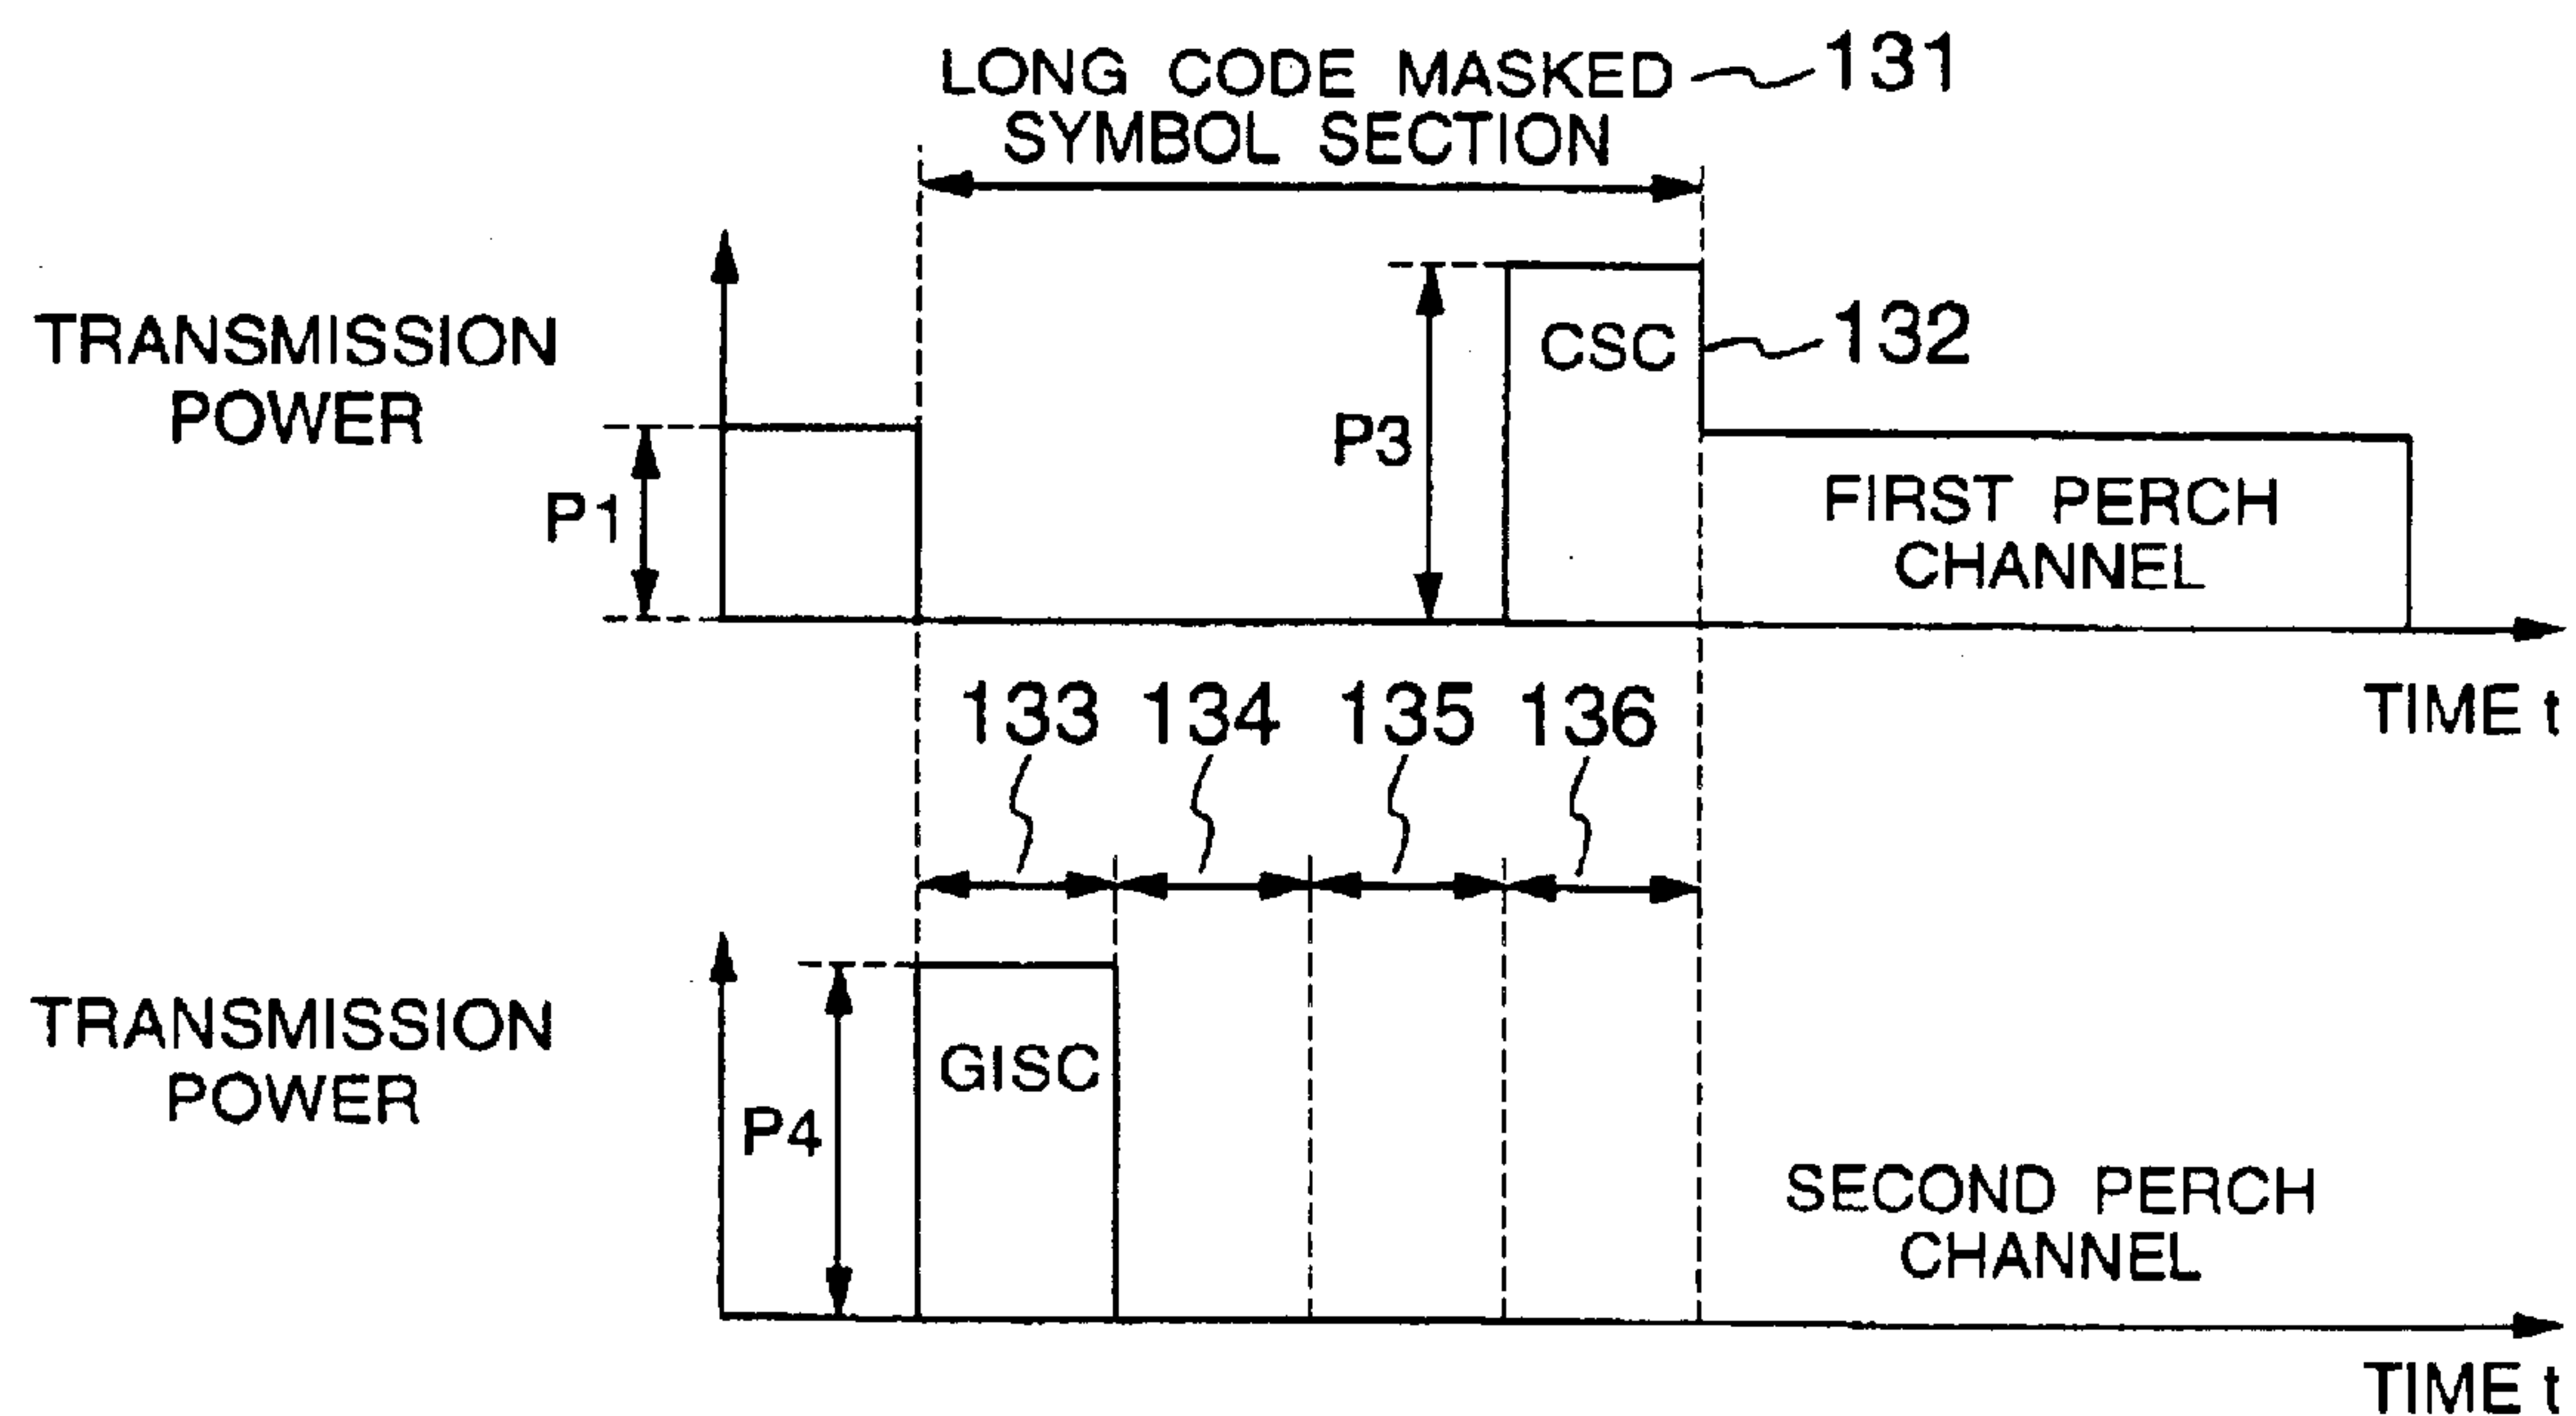 LONG CODE MASKED
SYMBOL SECTION
131
TRANSMISSION
POWER
P1
P3
CSC
132
FIRST PERCH
CHANNEL
TIME t
133
134
135
136
TRANSMISSION
POWER
P4
GISC
SECOND PERCH
CHANNEL
TIME t